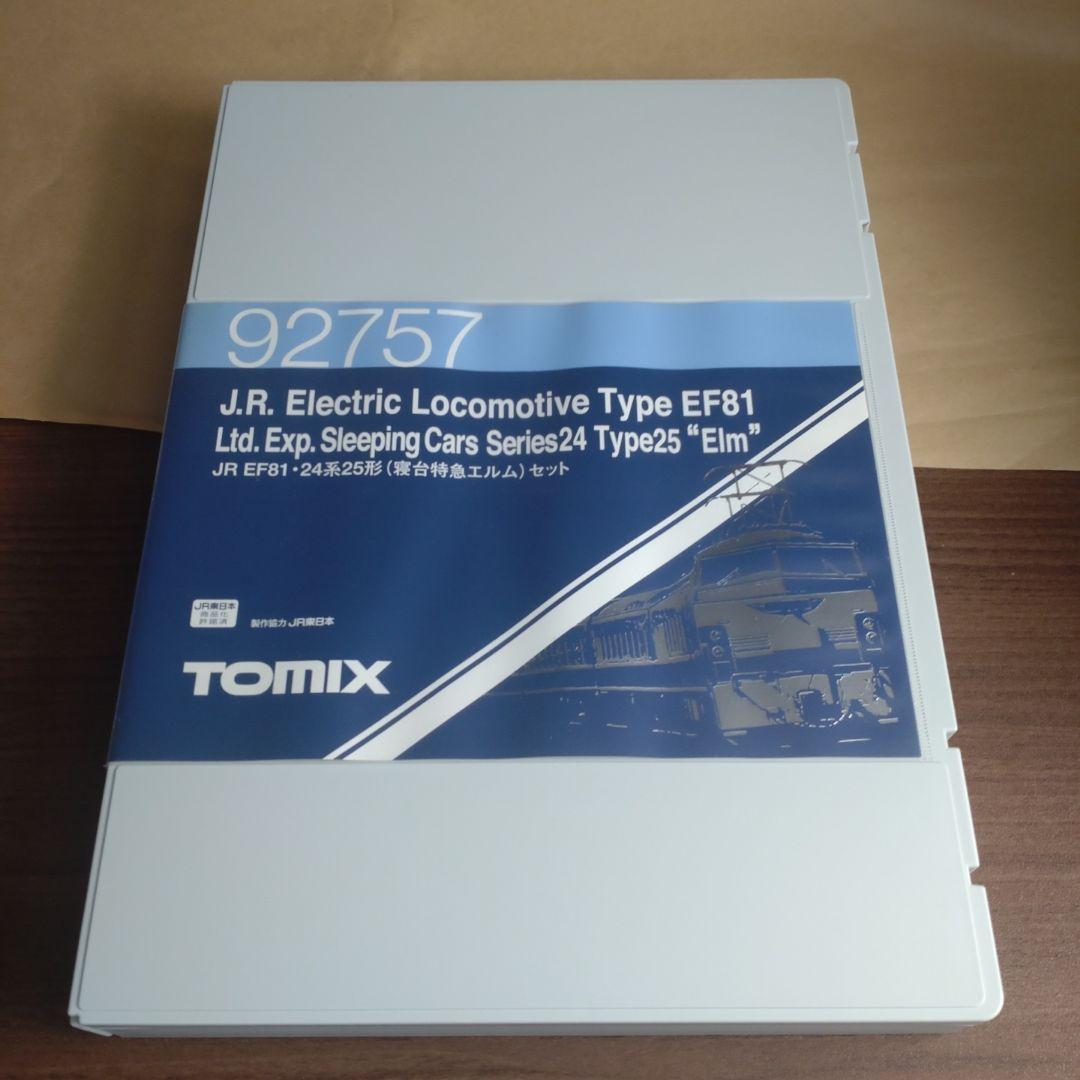 92757
J.R. Electric Locomotive Type EF81
Ltd. Exp. Sleeping Cars Series24 Type25 “Elm”
JR EF81・24系25形(寝台特急エルム)セット
JR東日本
商品化
許諾済
製作協力 JR東日本
TOMIX